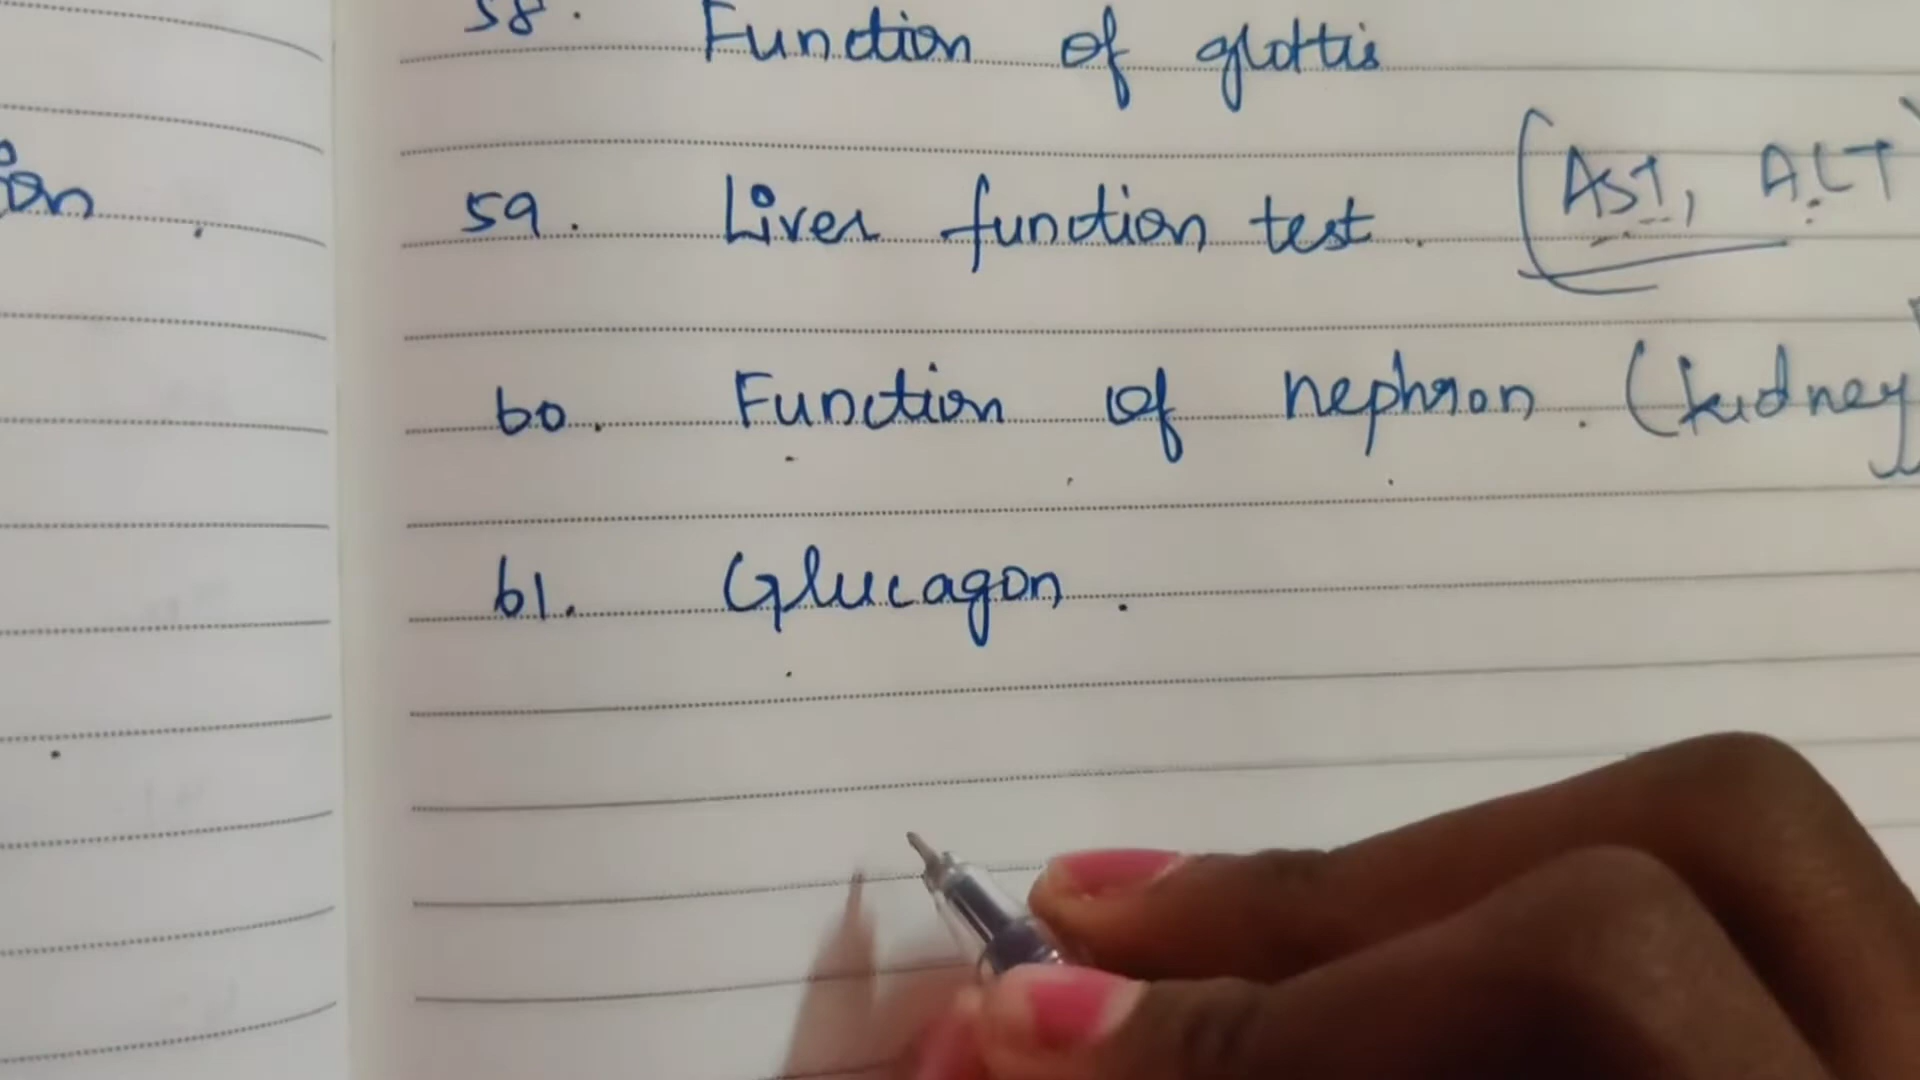 58. Function of glottis
59. Liver function test. (AST, ALT)
60. Function of nephron. (kidney)
61. Glucagon.